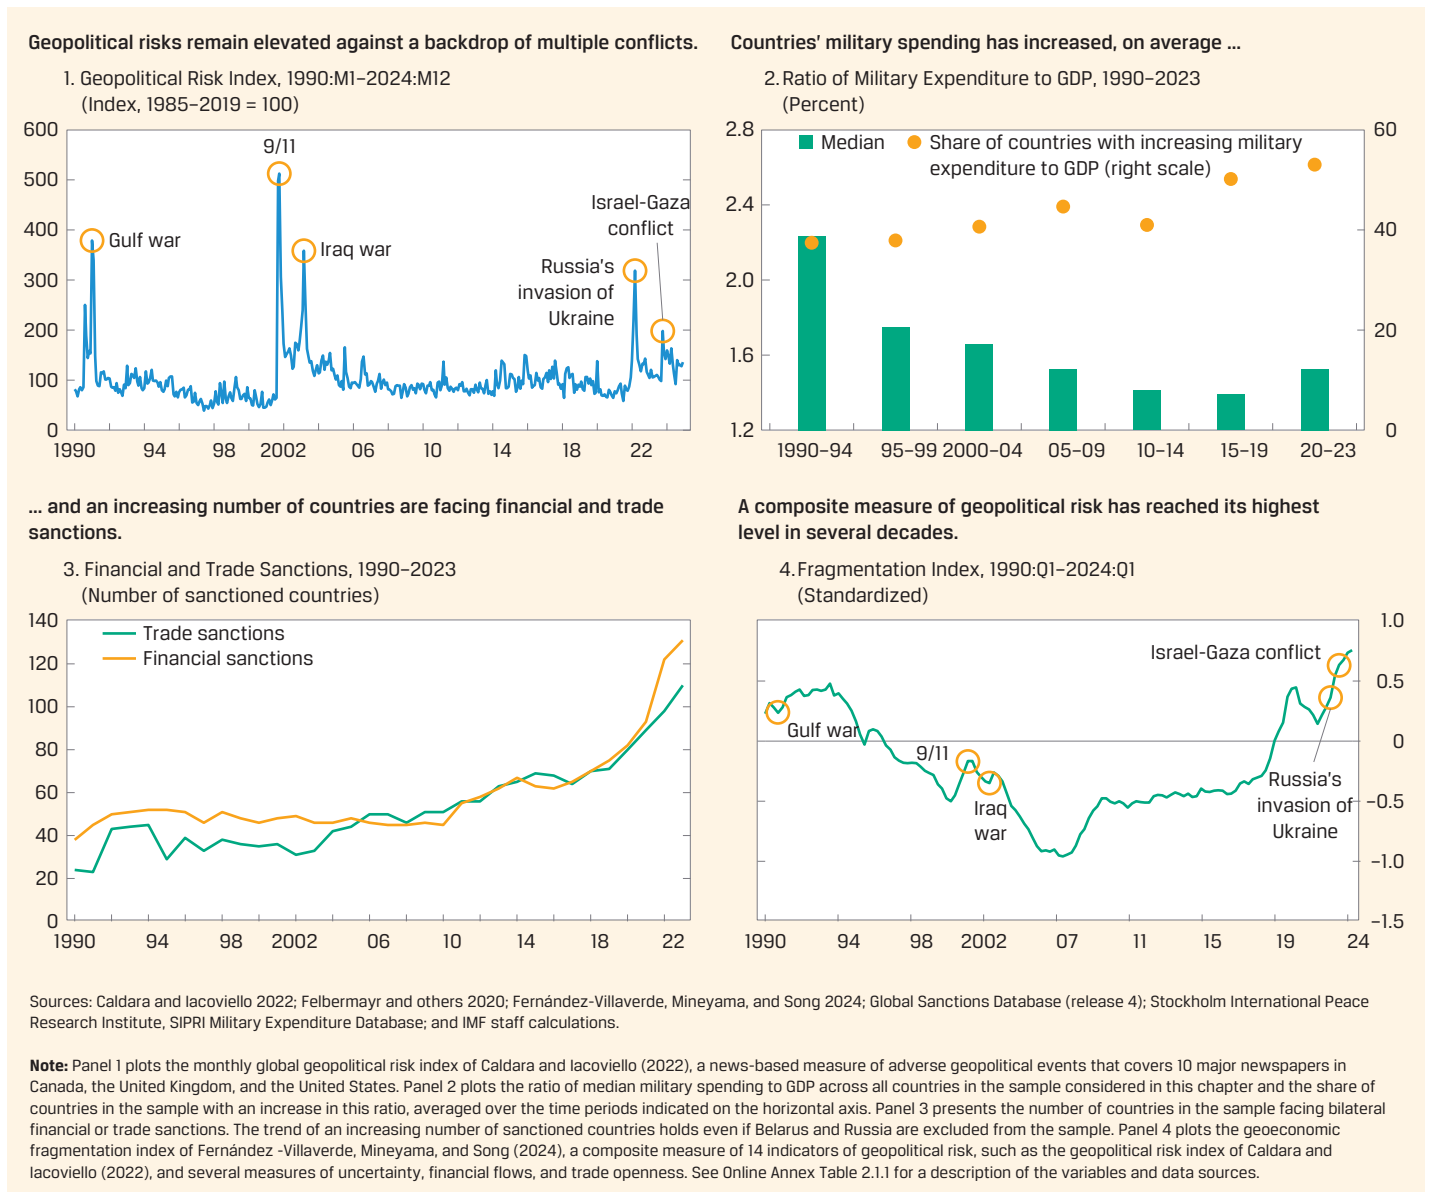 Geopolitical risks remain elevated against a backdrop of multiple conflicts.
1. Geopolitical Risk Index, 1990:M1–2024:M12
(Index, 1985–2019 = 100)
600
500
400
300
200
100
0
9/11
Gulf war
Iraq war
Israel-Gaza
conflict
Russia's
invasion of
Ukraine
1990 94 98 2002 06 10 14 18 22
Countries' military spending has increased, on average ...
2. Ratio of Military Expenditure to GDP, 1990–2023
(Percent)
2.8
2.4
2.0
1.6
1.2
Median
Share of countries with increasing military
expenditure to GDP (right scale)
60
40
20
0
1990–94 95–99 2000–04 05–09 10–14 15–19 20–23
... and an increasing number of countries are facing financial and trade
sanctions.
3. Financial and Trade Sanctions, 1990–2023
(Number of sanctioned countries)
140
120
100
80
60
40
20
0
Trade sanctions
Financial sanctions
1990 94 98 2002 06 10 14 18 22
A composite measure of geopolitical risk has reached its highest
level in several decades.
4. Fragmentation Index, 1990:Q1–2024:Q1
(Standardized)
1.0
0.5
0
–0.5
–1.0
–1.5
Israel-Gaza conflict
Gulf war
9/11
Iraq
war
Russia's
invasion of
Ukraine
1990 94 98 2002 07 11 15 19 24
Sources: Caldara and Iacoviello 2022; Felbermayr and others 2020; Fernández-Villaverde, Mineyama, and Song 2024; Global Sanctions Database (release 4); Stockholm International Peace
Research Institute, SIPRI Military Expenditure Database; and IMF staff calculations.
Note: Panel 1 plots the monthly global geopolitical risk index of Caldara and Iacoviello (2022), a news-based measure of adverse geopolitical events that covers 10 major newspapers in
Canada, the United Kingdom, and the United States. Panel 2 plots the ratio of median military spending to GDP across all countries in the sample considered in this chapter and the share of
countries in the sample with an increase in this ratio, averaged over the time periods indicated on the horizontal axis. Panel 3 presents the number of countries in the sample facing bilateral
financial or trade sanctions. The trend of an increasing number of sanctioned countries holds even if Belarus and Russia are excluded from the sample. Panel 4 plots the geoeconomic
fragmentation index of Fernández -Villaverde, Mineyama, and Song (2024), a composite measure of 14 indicators of geopolitical risk, such as the geopolitical risk index of Caldara and
Iacoviello (2022), and several measures of uncertainty, financial flows, and trade openness. See Online Annex Table 2.1.1 for a description of the variables and data sources.